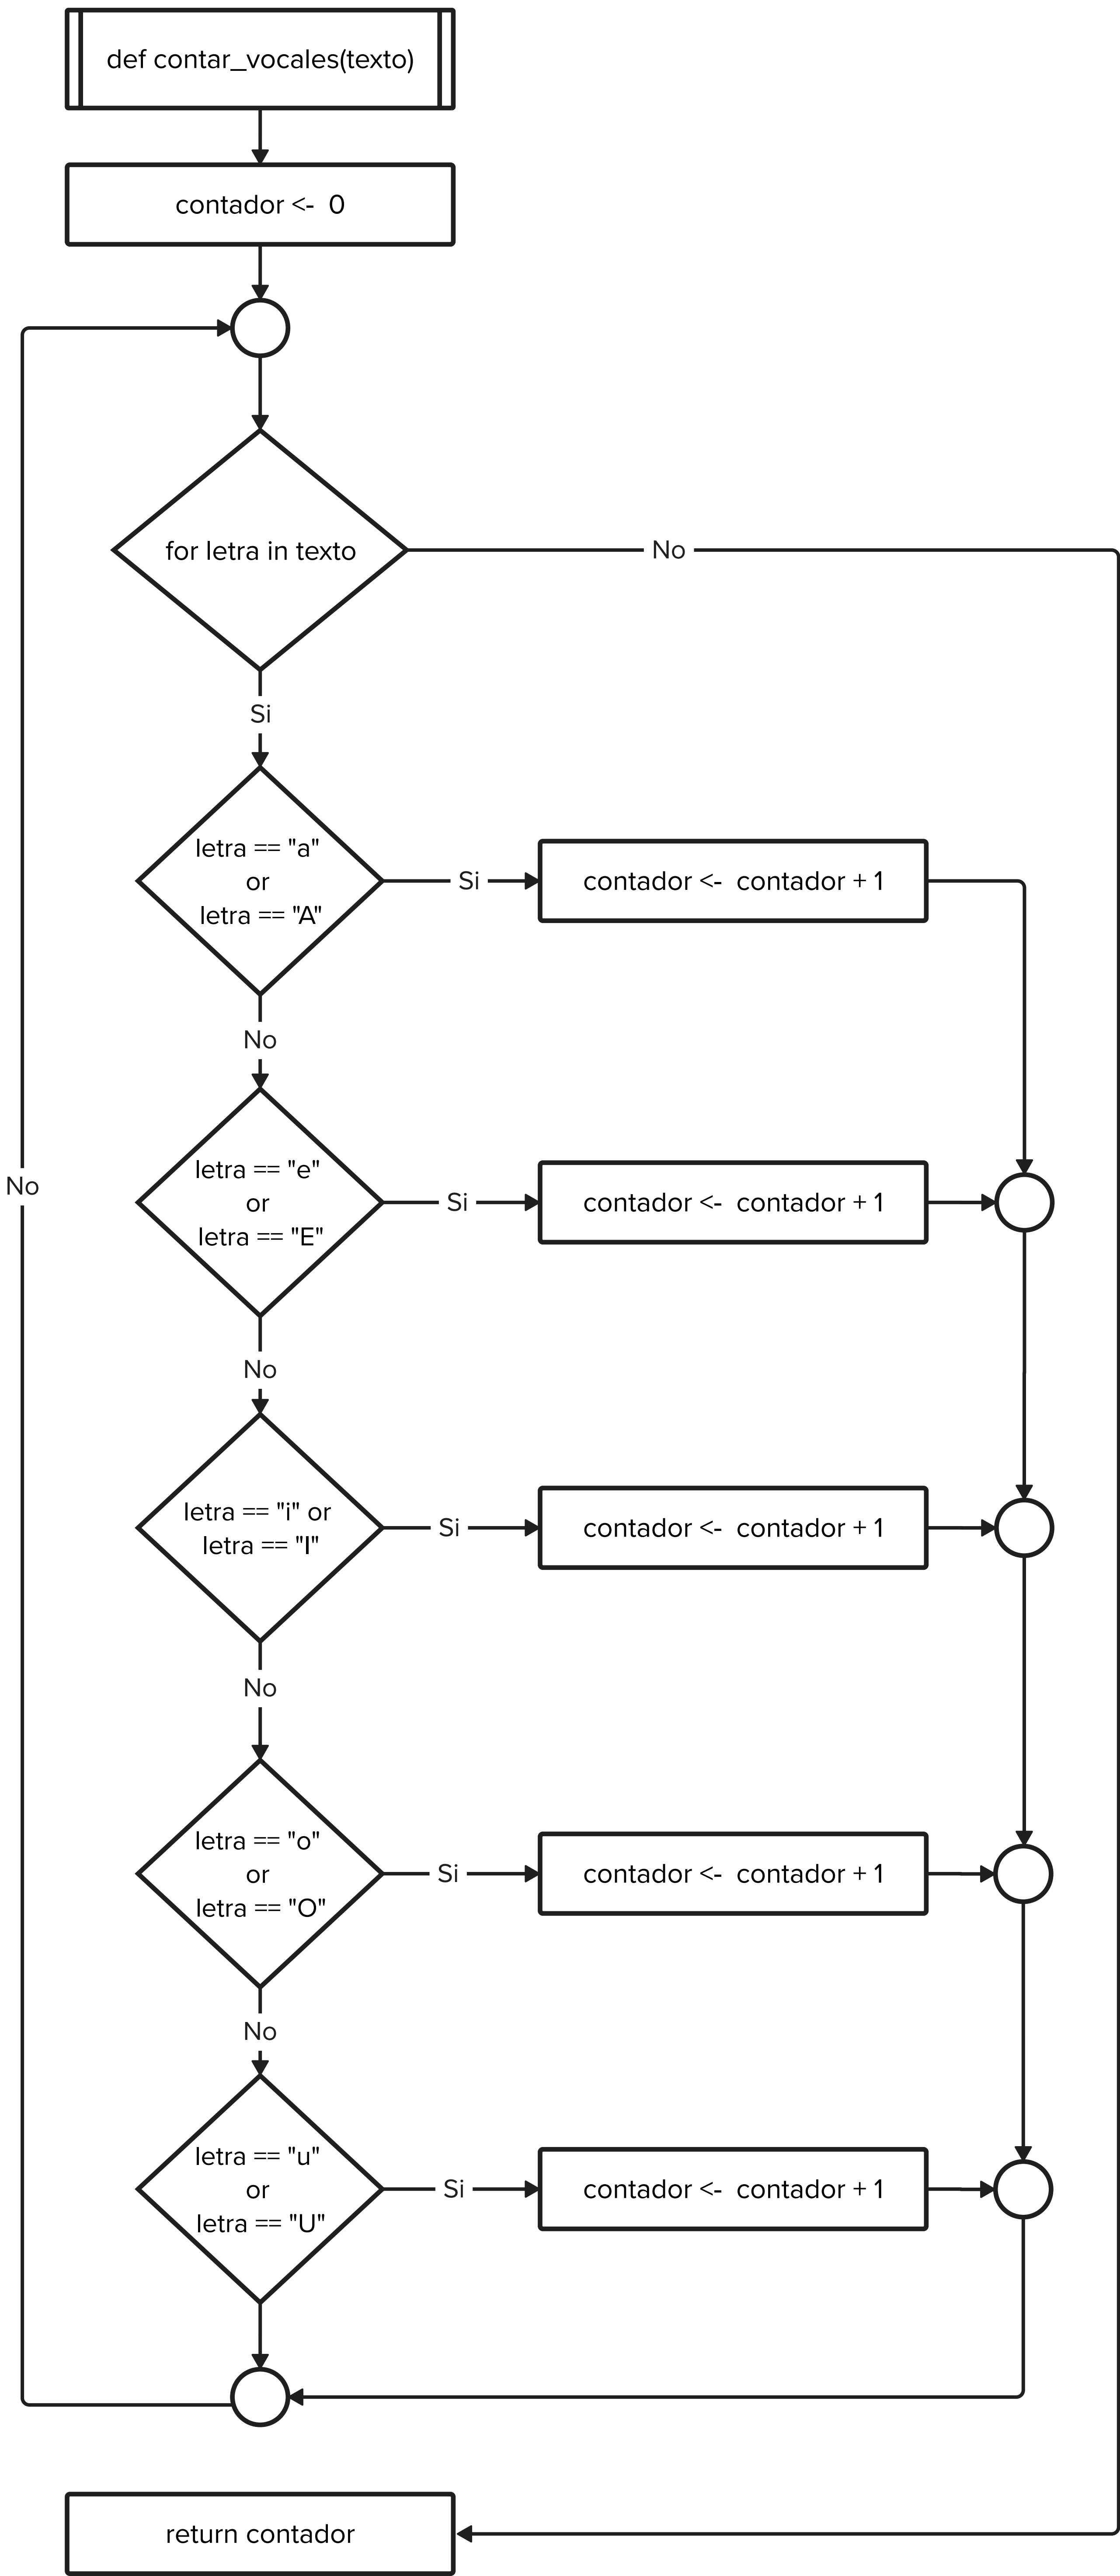 def contar_vocales(texto)
contador <- 0
for letra in texto
No
Si
letra == "a"
or
letra == "A"
Si
contador <- contador + 1
No
letra == "e"
or
letra == "E"
Si
contador <- contador + 1
No
No
letra == "i" or
letra == "I"
Si
contador <- contador + 1
No
letra == "o"
or
letra == "O"
Si
contador <- contador + 1
No
letra == "u"
or
letra == "U"
Si
contador <- contador + 1
return contador